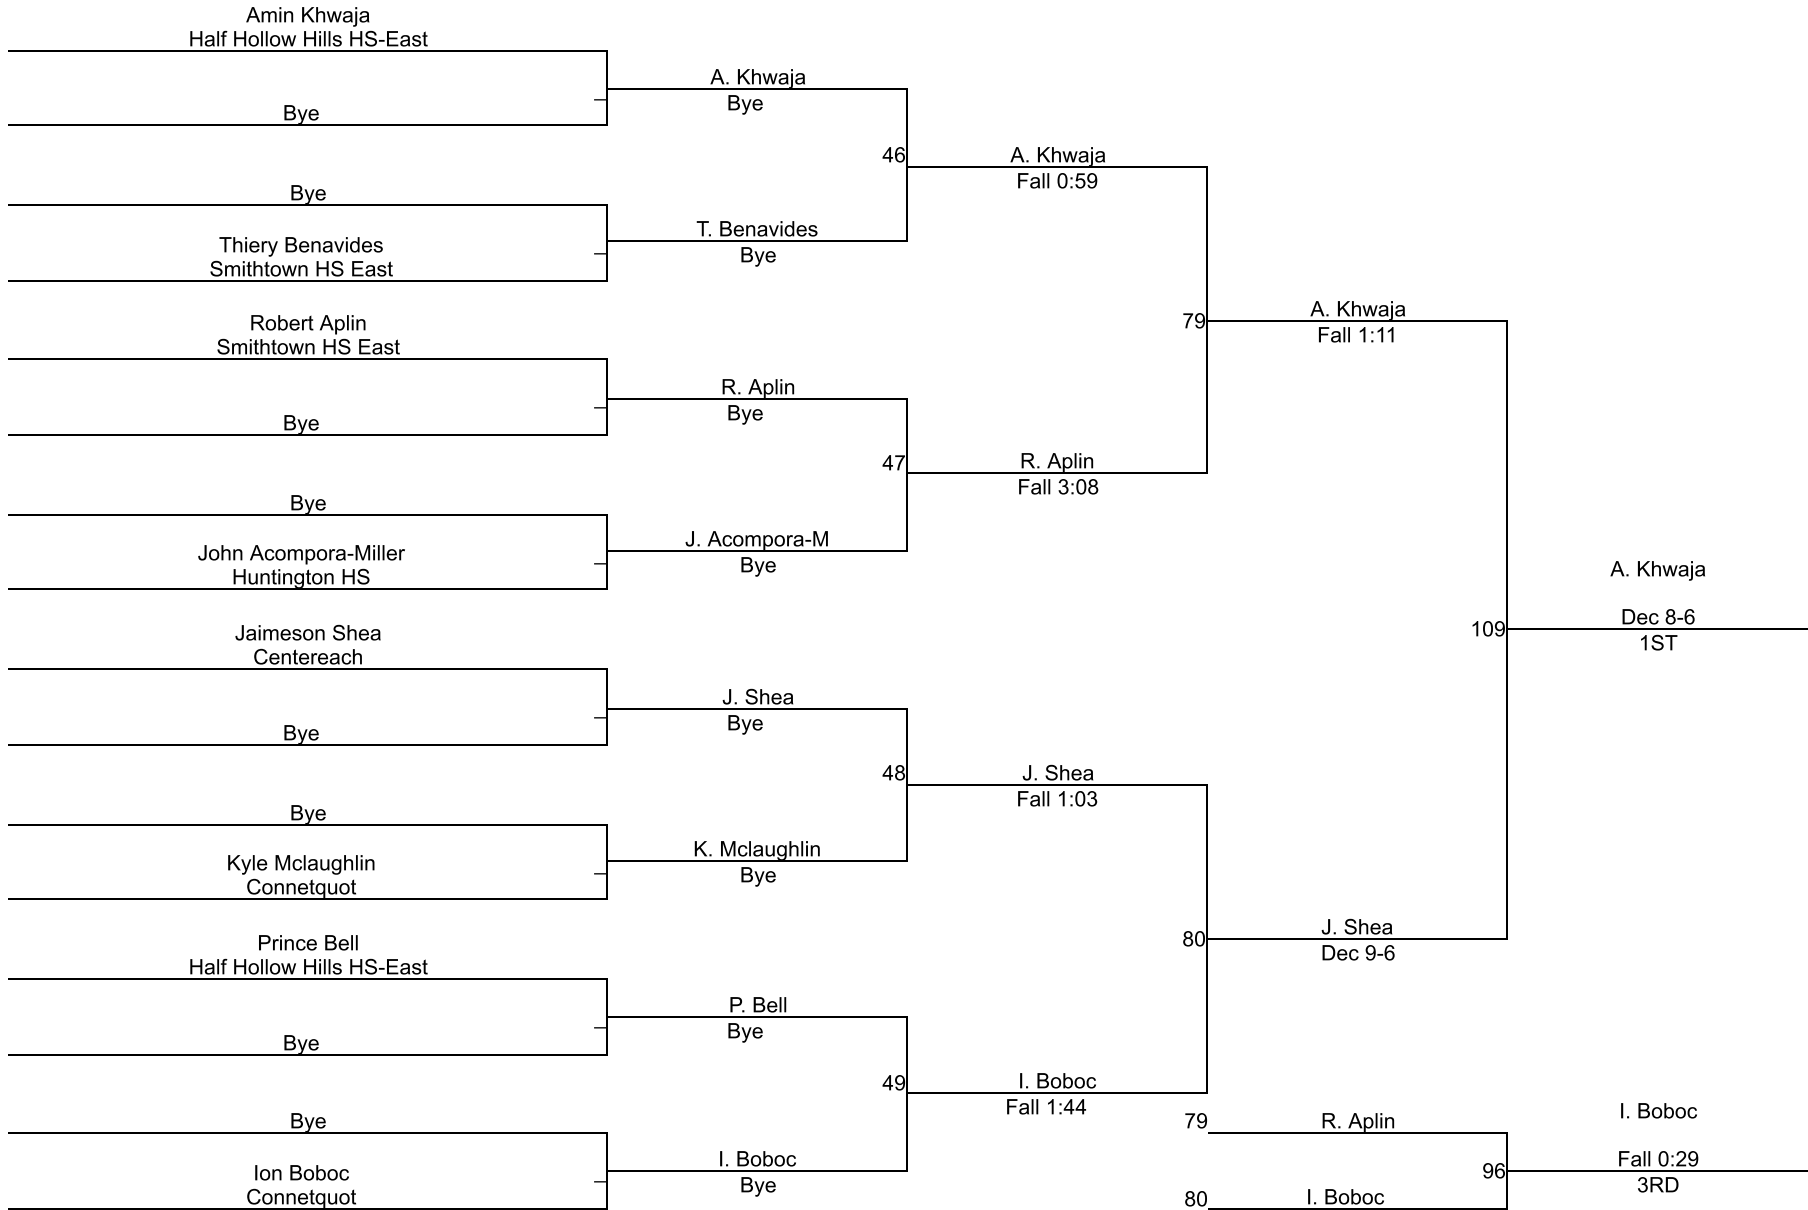 Amin Khwaja
Half Hollow Hills HS-East
Bye
Bye
Thiery Benavides
Smithtown HS East
Robert Aplin
Smithtown HS East
Bye
Bye
John Acompora-Miller
Huntington HS
Jaimeson Shea
Centereach
Bye
Bye
Kyle Mclaughlin
Connetquot
Prince Bell
Half Hollow Hills HS-East
Bye
Bye
Ion Boboc
Connetquot
A. Khwaja
Bye
46
T. Benavides
Bye
R. Aplin
Bye
47
J. Acompora-M
Bye
J. Shea
Bye
48
K. Mclaughlin
Bye
P. Bell
Bye
49
I. Boboc
Bye
A. Khwaja
Fall 0:59
79
R. Aplin
Fall 3:08
J. Shea
Fall 1:03
80
I. Boboc
Fall 1:44
A. Khwaja
Fall 1:11
109
J. Shea
Dec 9-6
79
R. Aplin
96
80
I. Boboc
A. Khwaja
Dec 8-6
1ST
I. Boboc
Fall 0:29
3RD